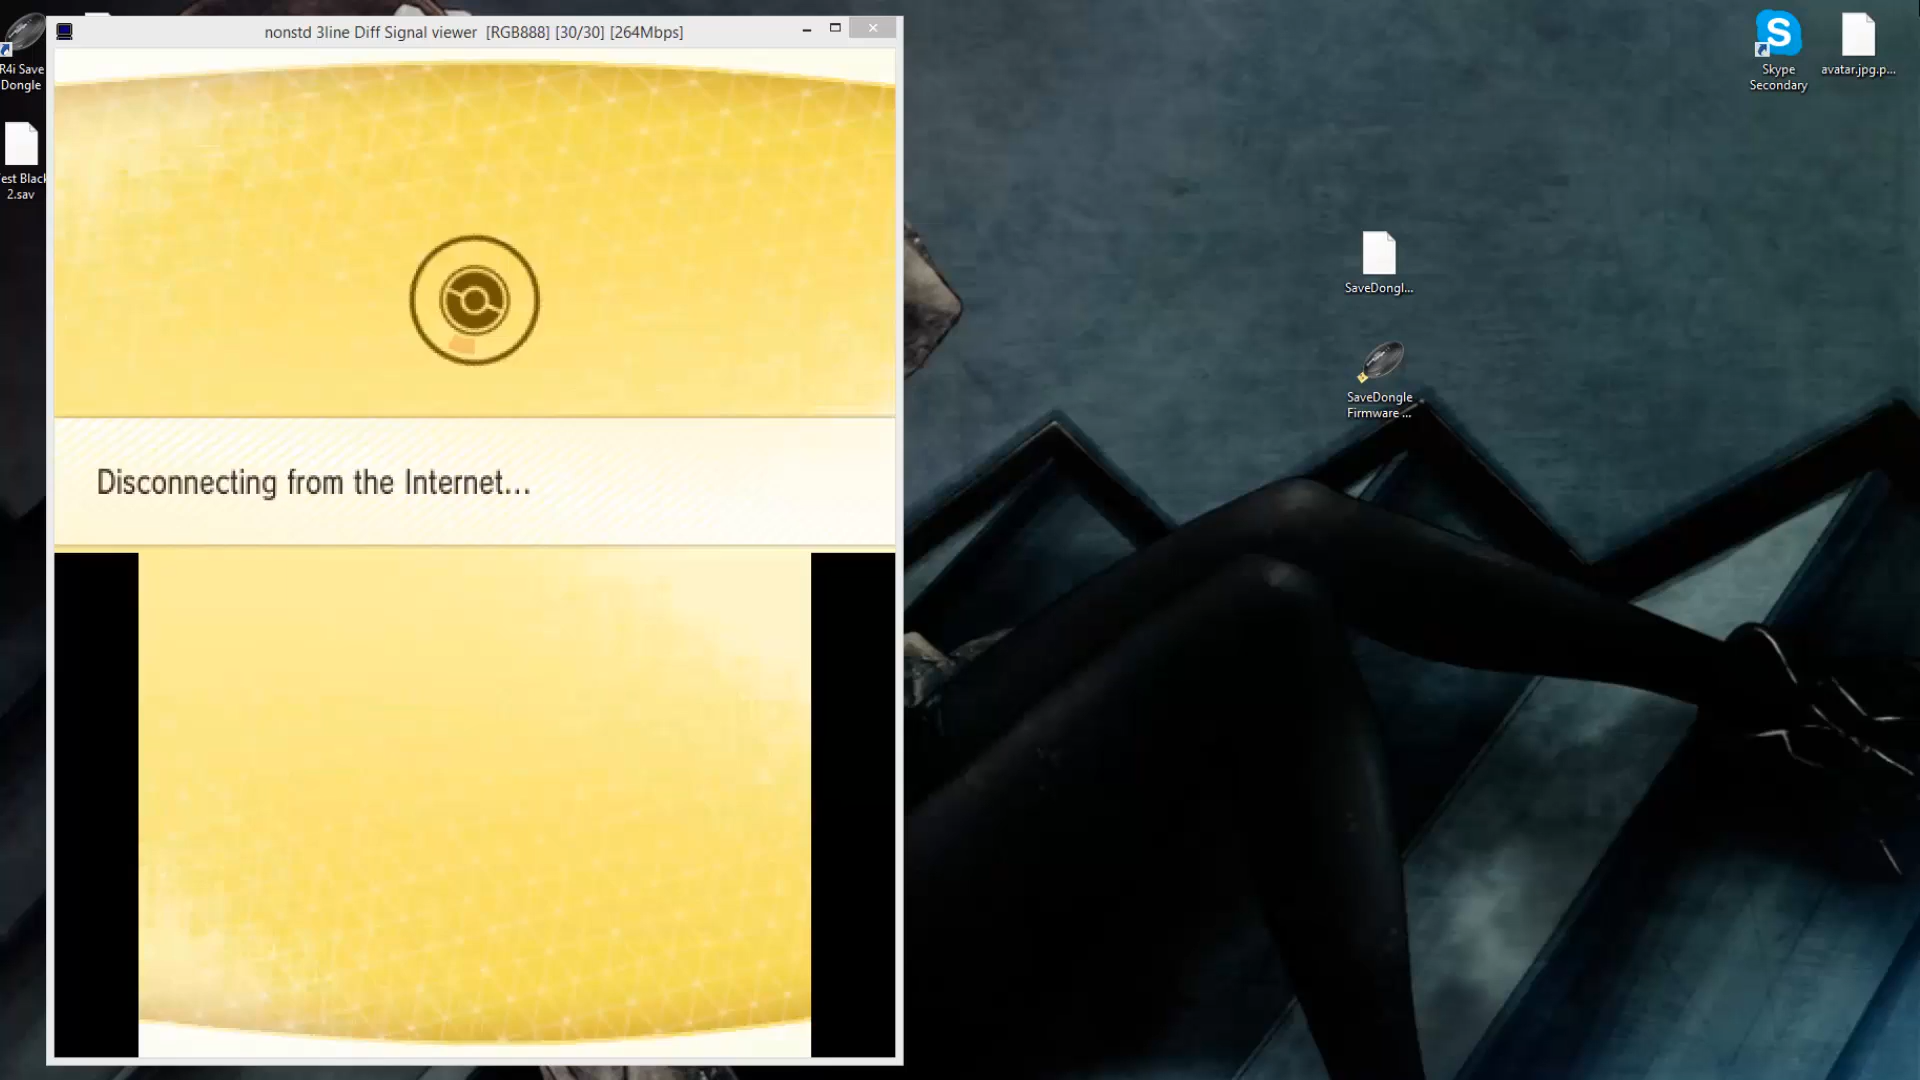 nonstd 3line Diff Signal viewer [RGB888] [30/30] [264Mbps]
R4i Save
Dongle
est Black
2.sav
Disconnecting from the Internet...
SaveDongl...
SaveDongle
Firmware ...
Skype
Secondary
avatar.jpg.p...